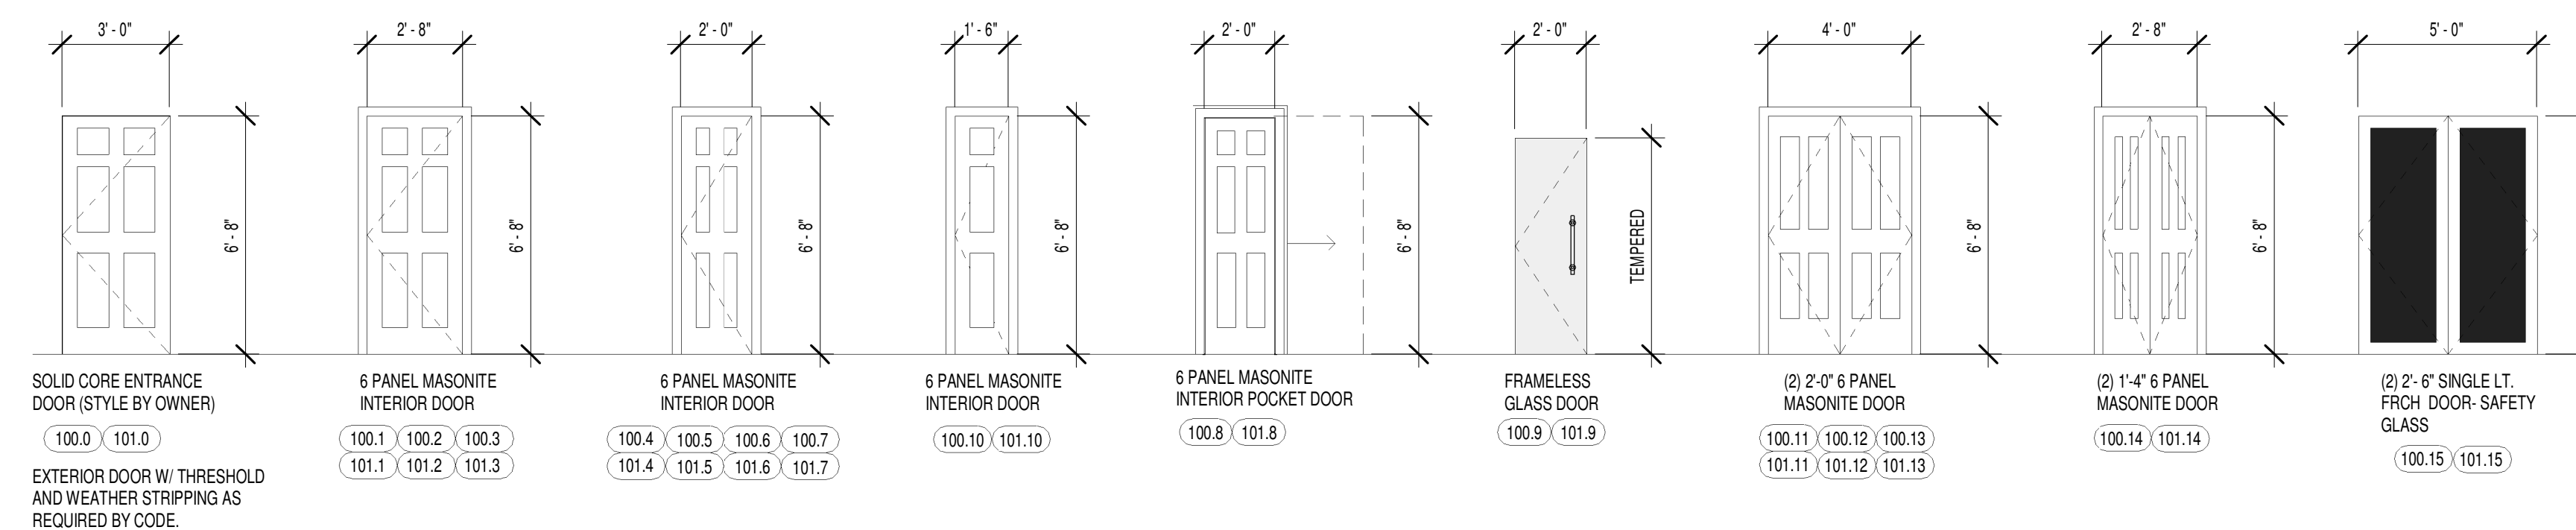 3' - 0"
2' - 8"
2' - 0"
1' - 6"
2' - 0"
2' - 0"
4' - 0"
2' - 8"
5' - 0"
6' - 8"
6' - 8"
6' - 8"
6' - 8"
6' - 8"
TEMPERED
6' - 8"
6' - 8"
SOLID CORE ENTRANCE
DOOR (STYLE BY OWNER)
100.0 101.0
EXTERIOR DOOR W/ THRESHOLD
AND WEATHER STRIPPING AS
REQUIRED BY CODE.
6 PANEL MASONITE
INTERIOR DOOR
100.1 100.2 100.3
101.1 101.2 101.3
6 PANEL MASONITE
INTERIOR DOOR
100.4 100.5 100.6 100.7
101.4 101.5 101.6 101.7
6 PANEL MASONITE
INTERIOR DOOR
100.10 101.10
6 PANEL MASONITE
INTERIOR POCKET DOOR
100.8 101.8
FRAMELESS
GLASS DOOR
100.9 101.9
(2) 2'-0" 6 PANEL
MASONITE DOOR
100.11 100.12 100.13
101.11 101.12 101.13
(2) 1'-4" 6 PANEL
MASONITE DOOR
100.14 101.14
(2) 2'- 6" SINGLE LT.
FRCH DOOR- SAFETY
GLASS
100.15 101.15